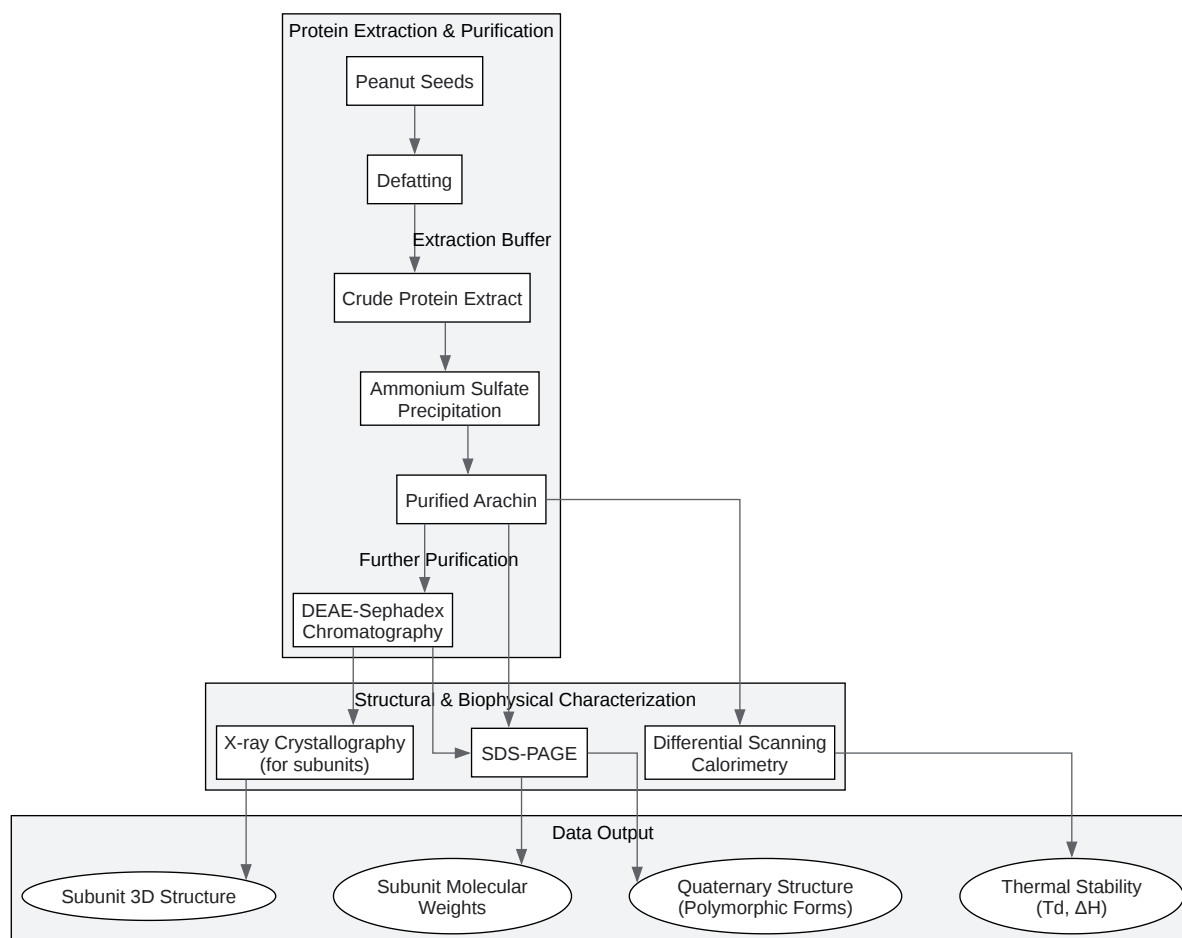 Protein Extraction & Purification
Peanut Seeds
Defatting
Extraction Buffer
Crude Protein Extract
Ammonium Sulfate
Precipitation
Purified Arachin
Further Purification
DEAE-Sephadex
Chromatography
Structural & Biophysical Characterization
X-ray Crystallography
(for subunits)
SDS-PAGE
Differential Scanning
Calorimetry
Data Output
Subunit 3D Structure
Subunit Molecular
Weights
Quaternary Structure
(Polymorphic Forms)
Thermal Stability
(Td, ΔH)